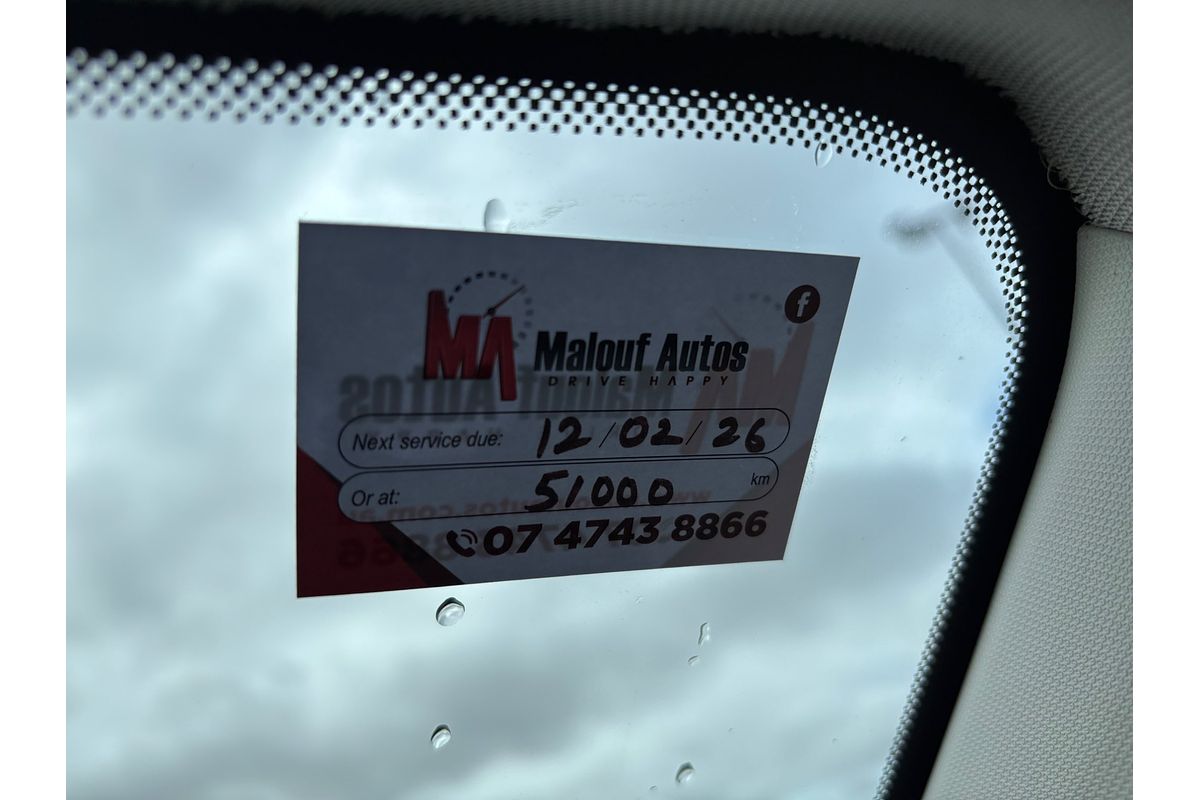 f
MA Malouf Autos
DRIVE HAPPY
Next service due: 12/02/26
Or at: 51000 km
07 4743 8866